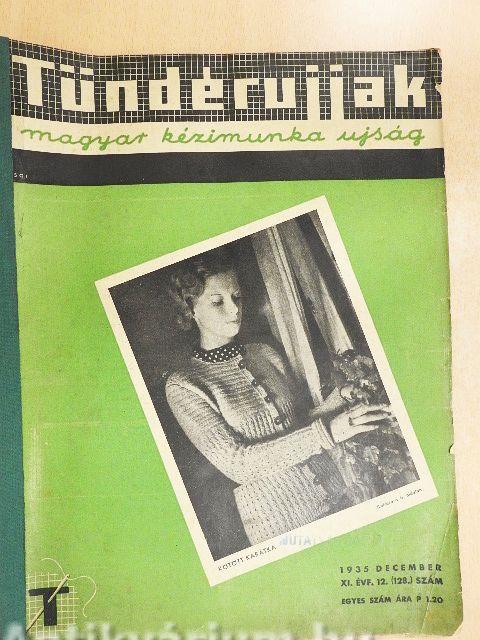 Tündérujjak
magyar kézimunka ujság
KÖTÖTT KABÁTKA
1935 DECEMBER
XI. ÉVF. 12. (128.) SZÁM
EGYES SZÁM ÁRA P 1.20
T